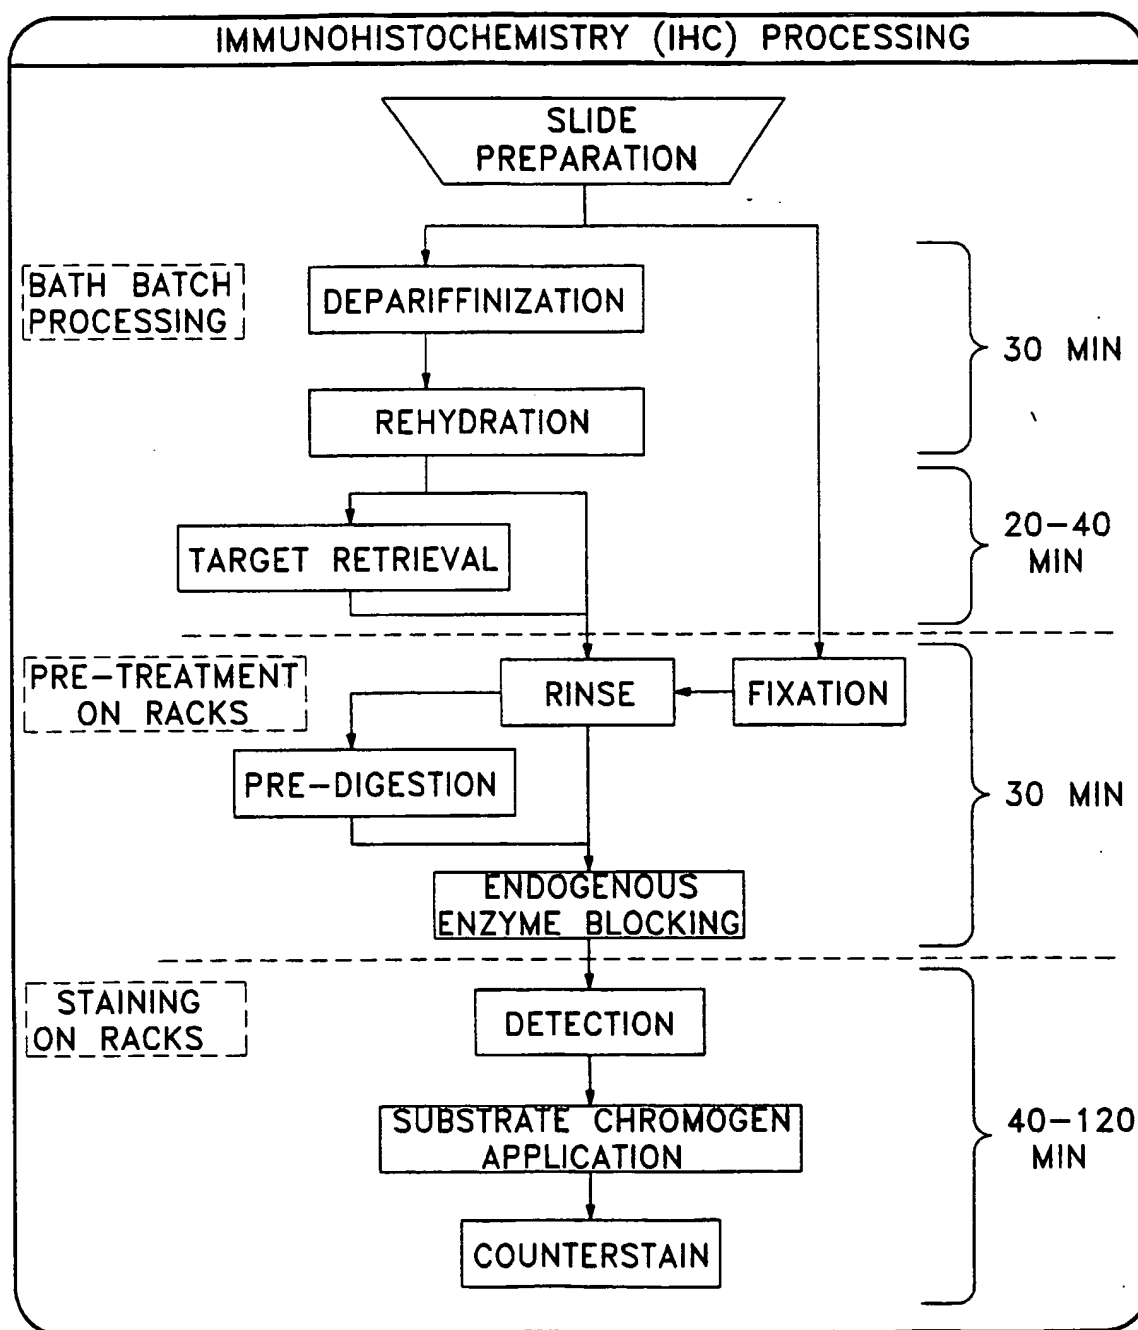 IMMUNOHISTOCHEMISTRY (IHC) PROCESSING
SLIDE
PREPARATION
BATH BATCH
PROCESSING
DEPARIFFINIZATION
30 MIN
REHYDRATION
TARGET RETRIEVAL
20-40
MIN
PRE-TREATMENT
ON RACKS
RINSE
FIXATION
PRE-DIGESTION
30 MIN
ENDOGENOUS
ENZYME BLOCKING
STAINING
ON RACKS
DETECTION
SUBSTRATE CHROMOGEN
APPLICATION
40-120
MIN
COUNTERSTAIN